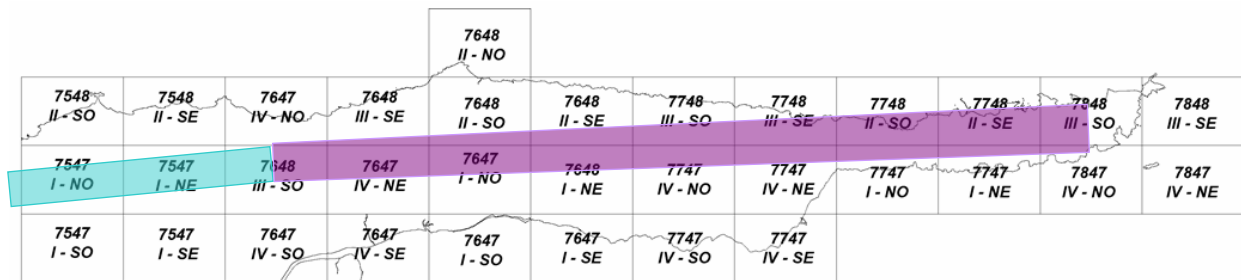 7648
II - NO
7548
II - SO
7548
II - SE
7647
IV - NO
7648
III - SE
7648
II - SO
7648
II - SE
7748
III - SO
7748
III - SE
7748
II - SO
7748
II - SE
7848
III - SO
7848
III - SE
7547
I - NO
7547
I - NE
7648
III - SO
7647
IV - NE
7647
I - NO
7648
I - NE
7747
IV - NO
7747
IV - NE
7747
I - NO
7747
I - NE
7847
IV - NO
7847
IV - NE
7547
I - SO
7547
I - SE
7647
IV - SO
7647
IV - SE
7647
I - SO
7647
I - SE
7747
IV - SO
7747
IV - SE